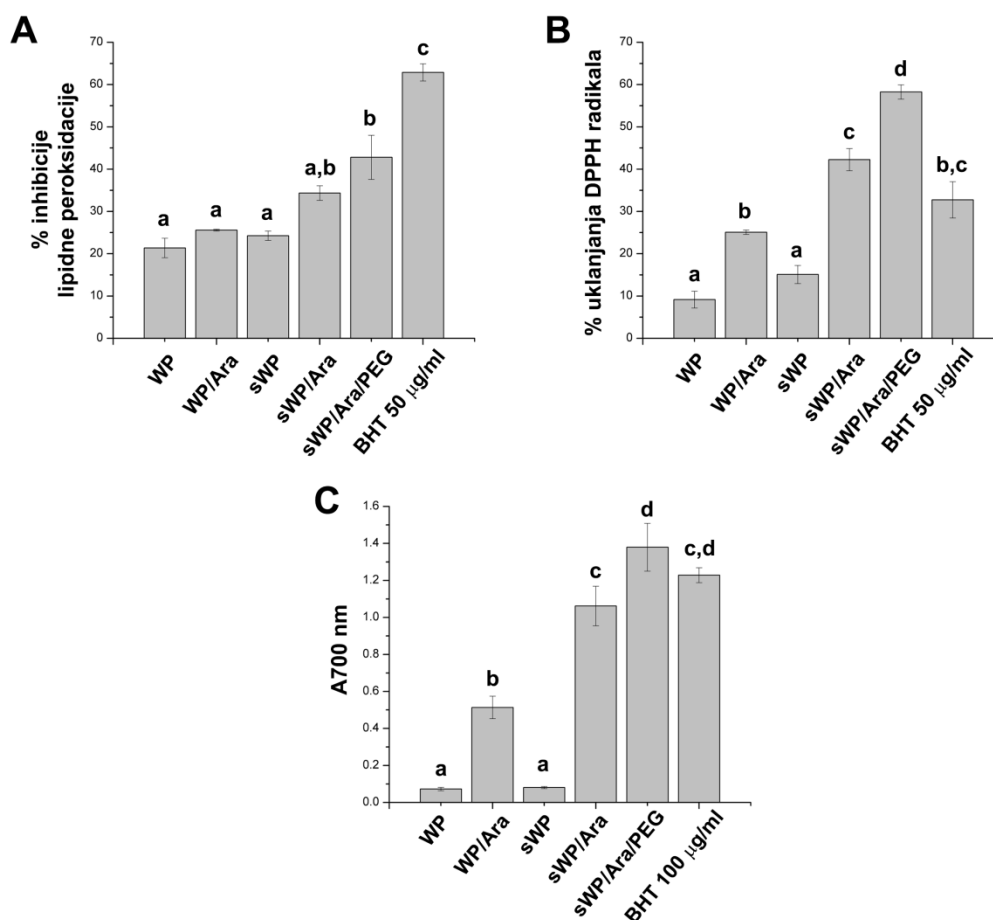 A
% inhibicije
lipidne peroksidacije
70
60
50
40
30
20
10
0
a
a
a
a,b
b
c
WP
WP/Ara
sWP
sWP/Ara
sWP/Ara/PEG
BHT 50 μg/ml
B
% uklanjanja DPPH radikala
70
60
50
40
30
20
10
0
a
b
a
c
d
b,c
WP
WP/Ara
sWP
sWP/Ara
sWP/Ara/PEG
BHT 50 μg/ml
C
A700 nm
1.6
1.4
1.2
1.0
0.8
0.6
0.4
0.2
0.0
a
b
a
c
d
c,d
WP
WP/Ara
sWP
sWP/Ara
sWP/Ara/PEG
BHT 100 μg/ml